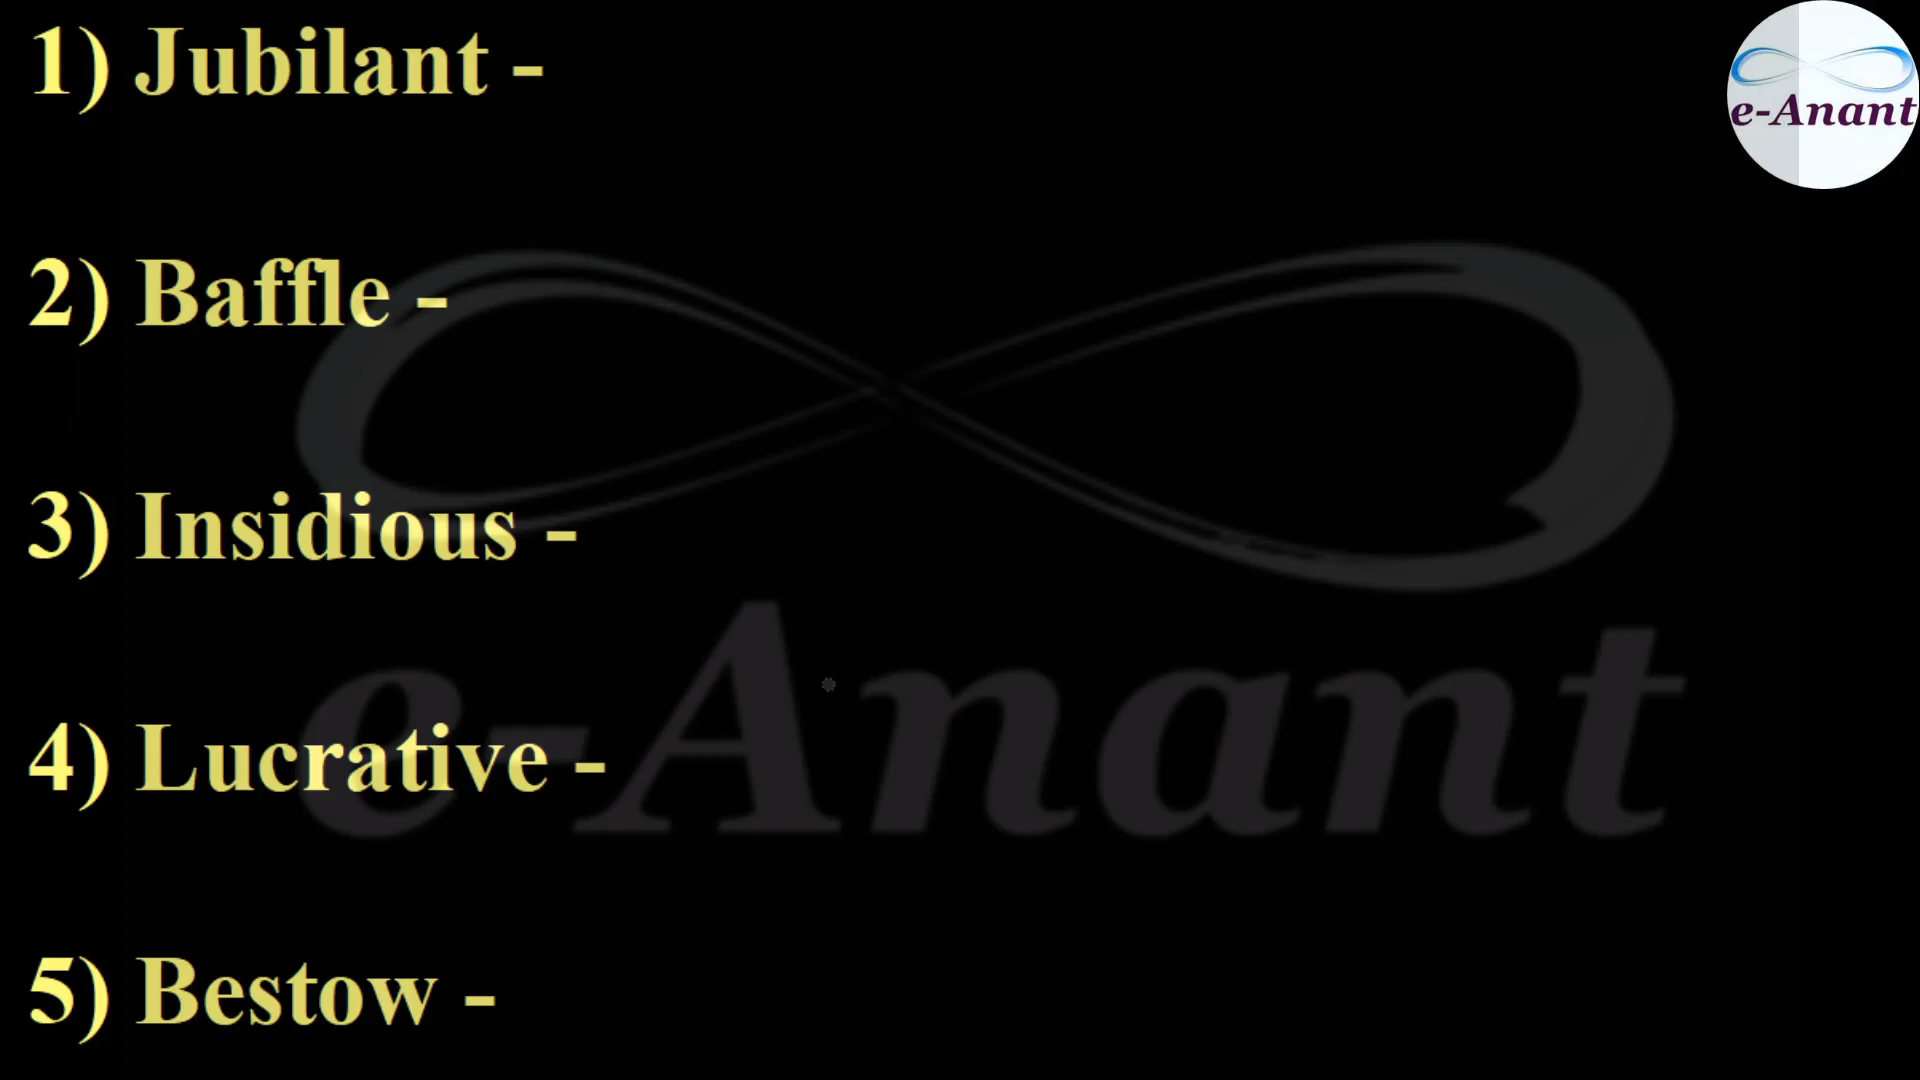 1) Jubilant -
e-Anant
2) Baffle -
3) Insidious -
e-Anant
4) Lucrative -
5) Bestow -